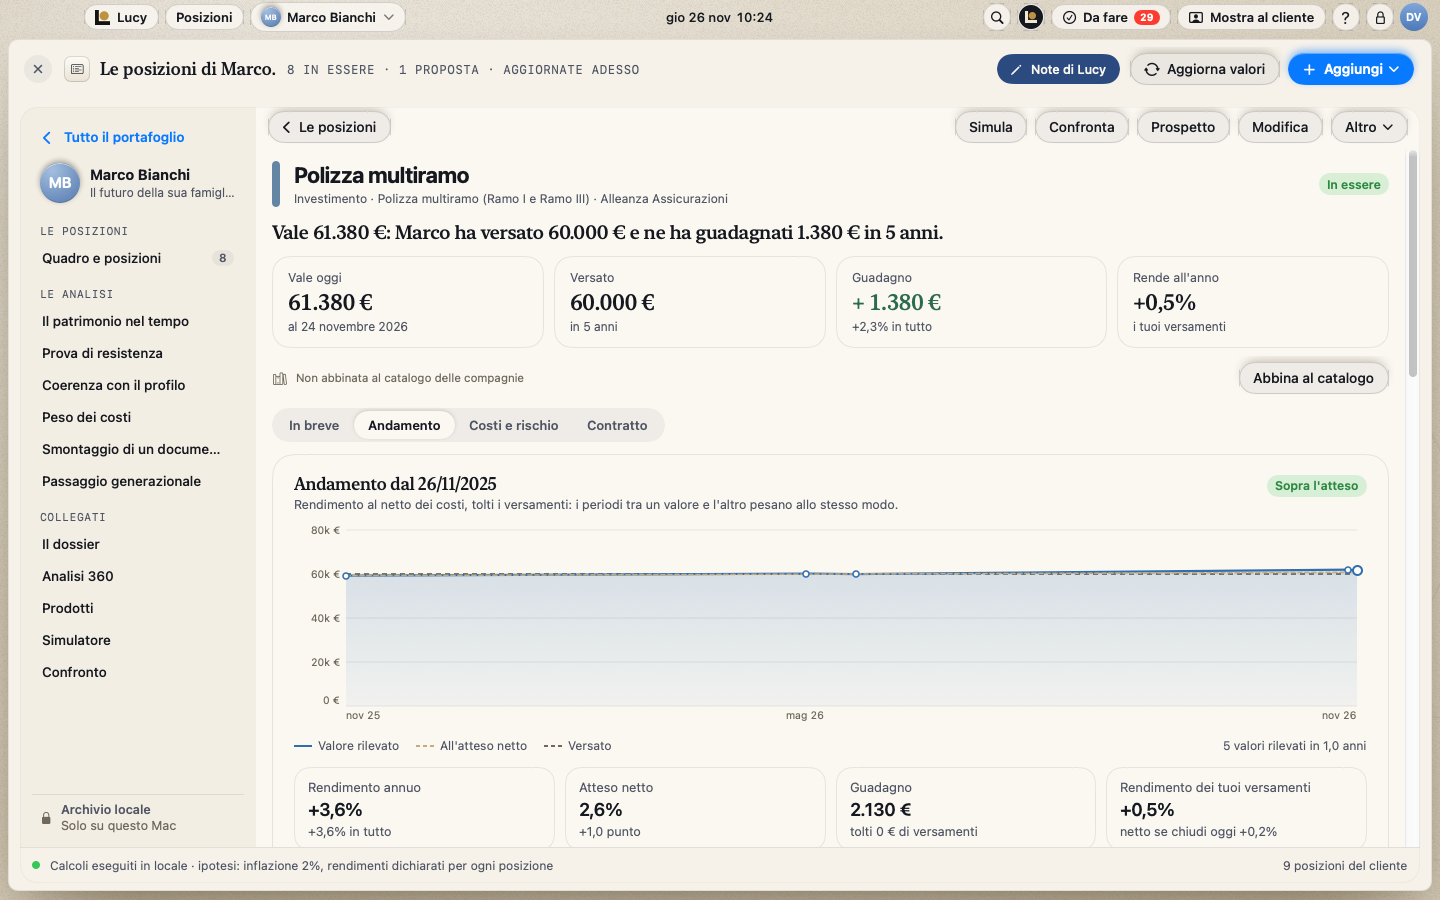 Lucy
Posizioni
MB Marco Bianchi
gio 26 nov 10:24
Da fare 29
Mostra al cliente
?
DV
Le posizioni di Marco.
8 IN ESSERE · 1 PROPOSTA · AGGIORNATE ADESSO
Note di Lucy
Aggiorna valori
+ Aggiungi
Tutto il portafoglio
MB
Marco Bianchi
Il futuro della sua famigl...
LE POSIZIONI
Quadro e posizioni 8
LE ANALISI
Il patrimonio nel tempo
Prova di resistenza
Coerenza con il profilo
Peso dei costi
Smontaggio di un docume...
Passaggio generazionale
COLLEGATI
Il dossier
Analisi 360
Prodotti
Simulatore
Confronto
Archivio locale
Solo su questo Mac
Le posizioni
Simula
Confronta
Prospetto
Modifica
Altro
Polizza multiramo
Investimento · Polizza multiramo (Ramo I e Ramo III) · Alleanza Assicurazioni
In essere
Vale 61.380 €: Marco ha versato 60.000 € e ne ha guadagnati 1.380 € in 5 anni.
Vale oggi
61.380 €
al 24 novembre 2026
Versato
60.000 €
in 5 anni
Guadagno
+ 1.380 €
+2,3% in tutto
Rende all'anno
+0,5%
i tuoi versamenti
Non abbinata al catalogo delle compagnie
Abbina al catalogo
In breve
Andamento
Costi e rischio
Contratto
Andamento dal 26/11/2025
Rendimento al netto dei costi, tolti i versamenti: i periodi tra un valore e l'altro pesano allo stesso modo.
Sopra l'atteso
80k €
60k €
40k €
20k €
0 €
nov 25
mag 26
nov 26
Valore rilevato
All'atteso netto
Versato
5 valori rilevati in 1,0 anni
Rendimento annuo
+3,6%
+3,6% in tutto
Atteso netto
2,6%
+1,0 punto
Guadagno
2.130 €
tolti 0 € di versamenti
Rendimento dei tuoi versamenti
+0,5%
netto se chiudi oggi +0,2%
Calcoli eseguiti in locale · ipotesi: inflazione 2%, rendimenti dichiarati per ogni posizione
9 posizioni del cliente